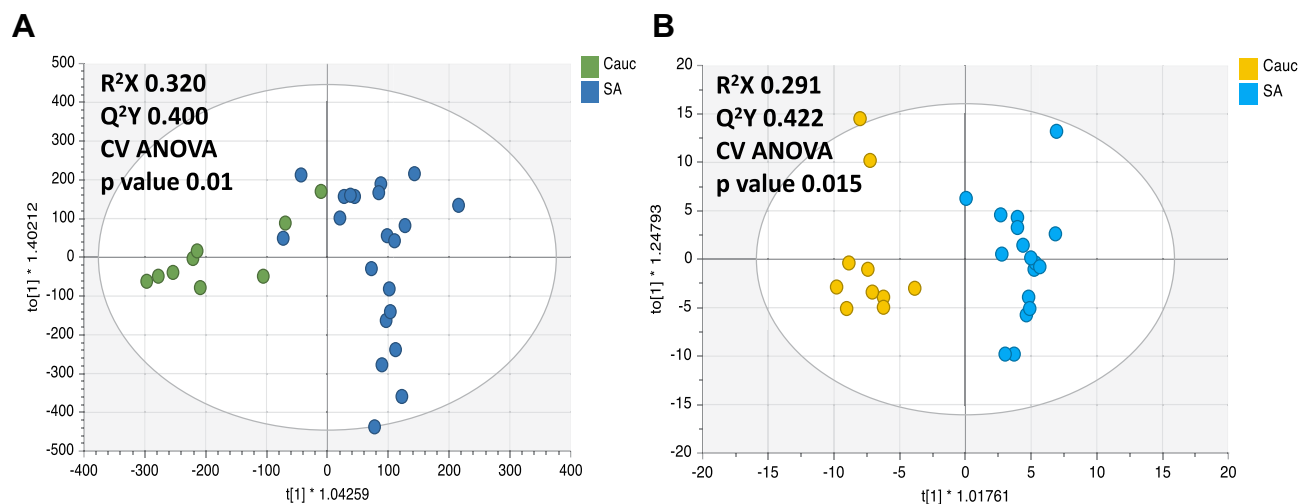 A
R²X 0.320
Q²Y 0.400
CV ANOVA
p value 0.01
Cauc
SA
500
400
300
200
100
0
-100
-200
-300
-400
-500
to[1] * 1.40212
-400 -300 -200 -100 0 100 200 300 400
t[1] * 1.04259
B
R²X 0.291
Q²Y 0.422
CV ANOVA
p value 0.015
Cauc
SA
20
15
10
5
0
-5
-10
-15
-20
to[1] * 1.24793
-20 -15 -10 -5 0 5 10 15 20
t[1] * 1.01761